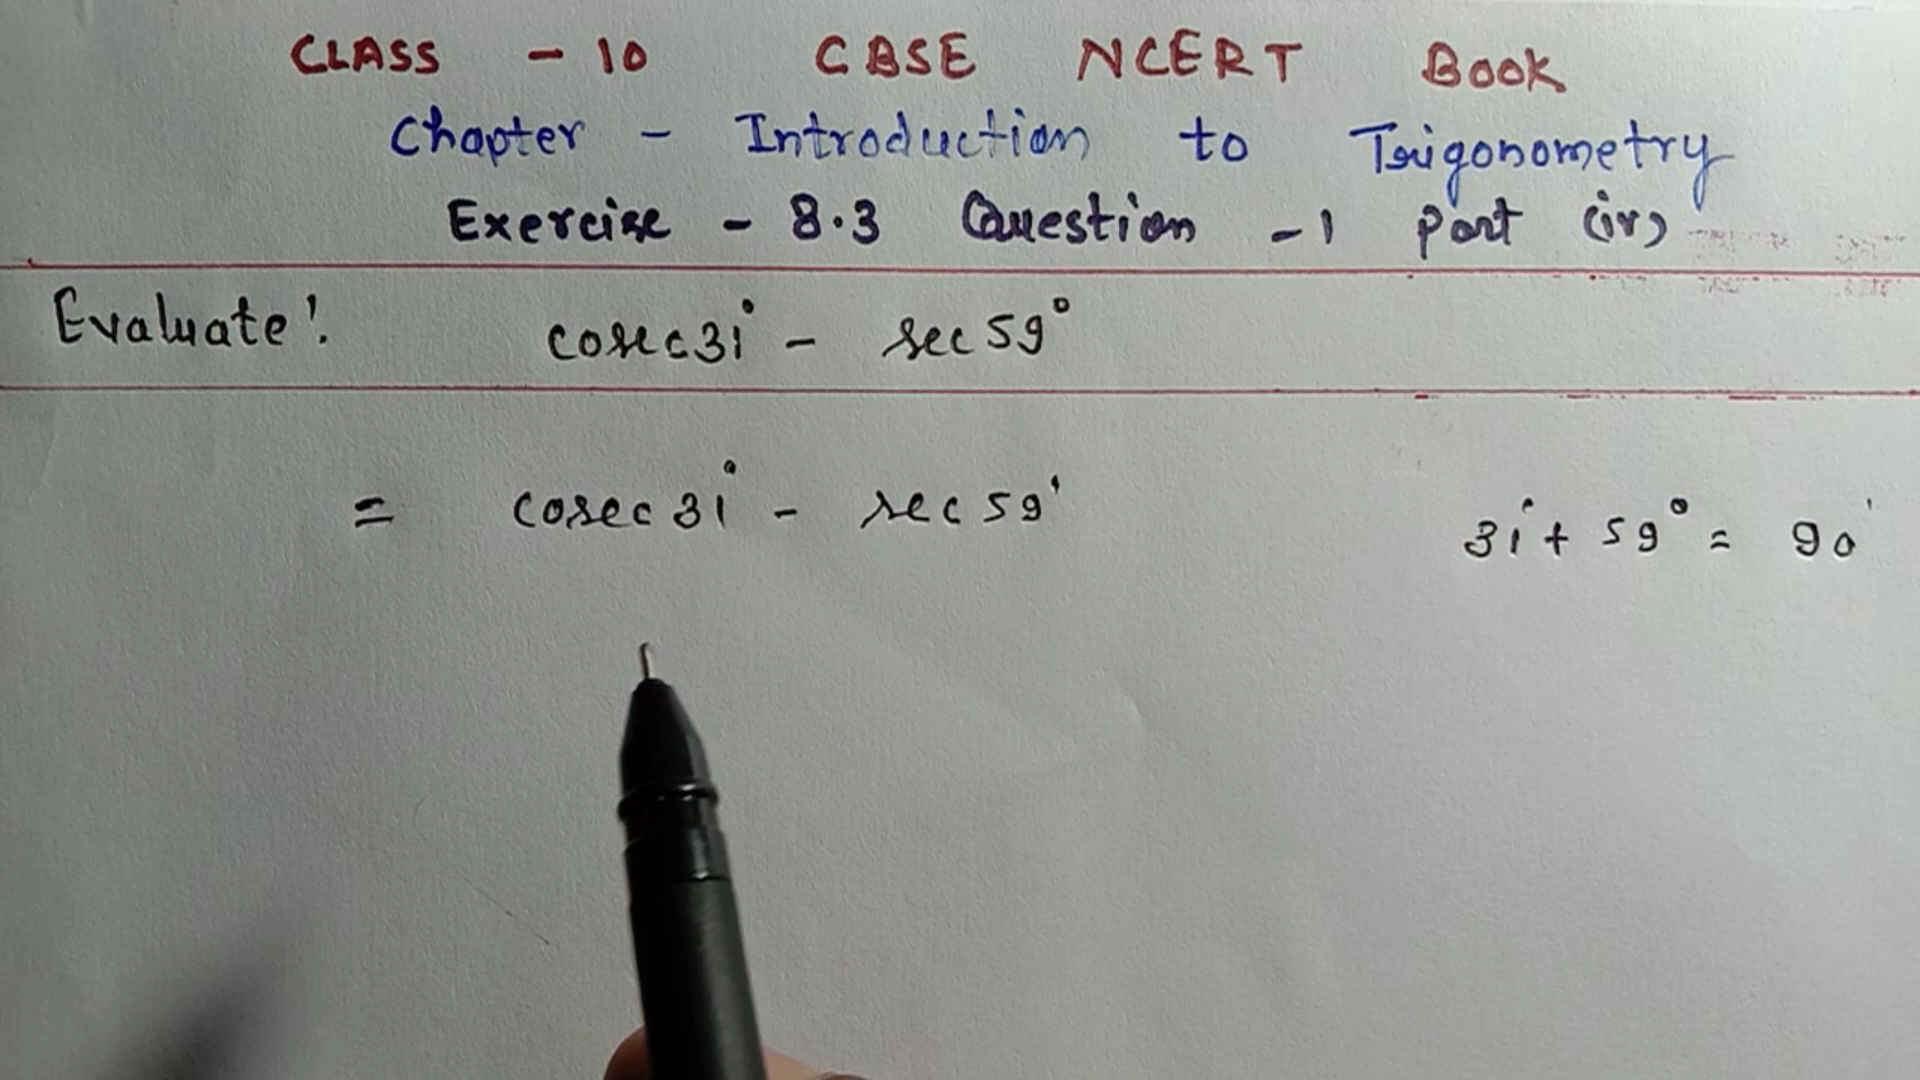 CLASS - 10 CBSE NCERT Book
Chapter - Introduction to Trigonometry
Exercise - 8.3 Question - 1 Part (iv)
Evaluate: cosec31° - sec59°
= cosec31° - sec59°
31° + 59° = 90°